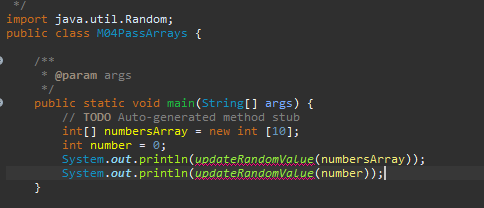 */
import java.util.Random;
public class M04PassArrays {
/**
* @param args
*/
public static void main(String[] args) {
// TODO Auto-generated method stub
int[] numbersArray = new int [10];
int number = 0;
System.out.println(updateRandomValue(numbersArray));
System.out.println(updateRandomValue(number));
}